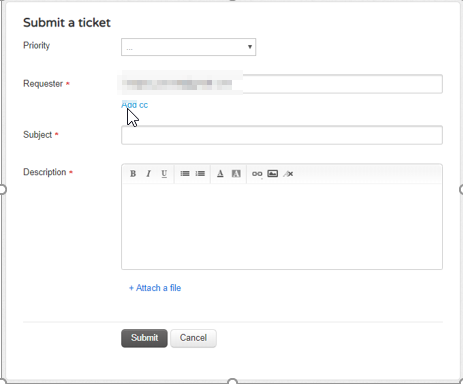 Submit a ticket
Priority
...
Requester *
Add cc
Subject *
Description *
B I U A A
+ Attach a file
Submit Cancel